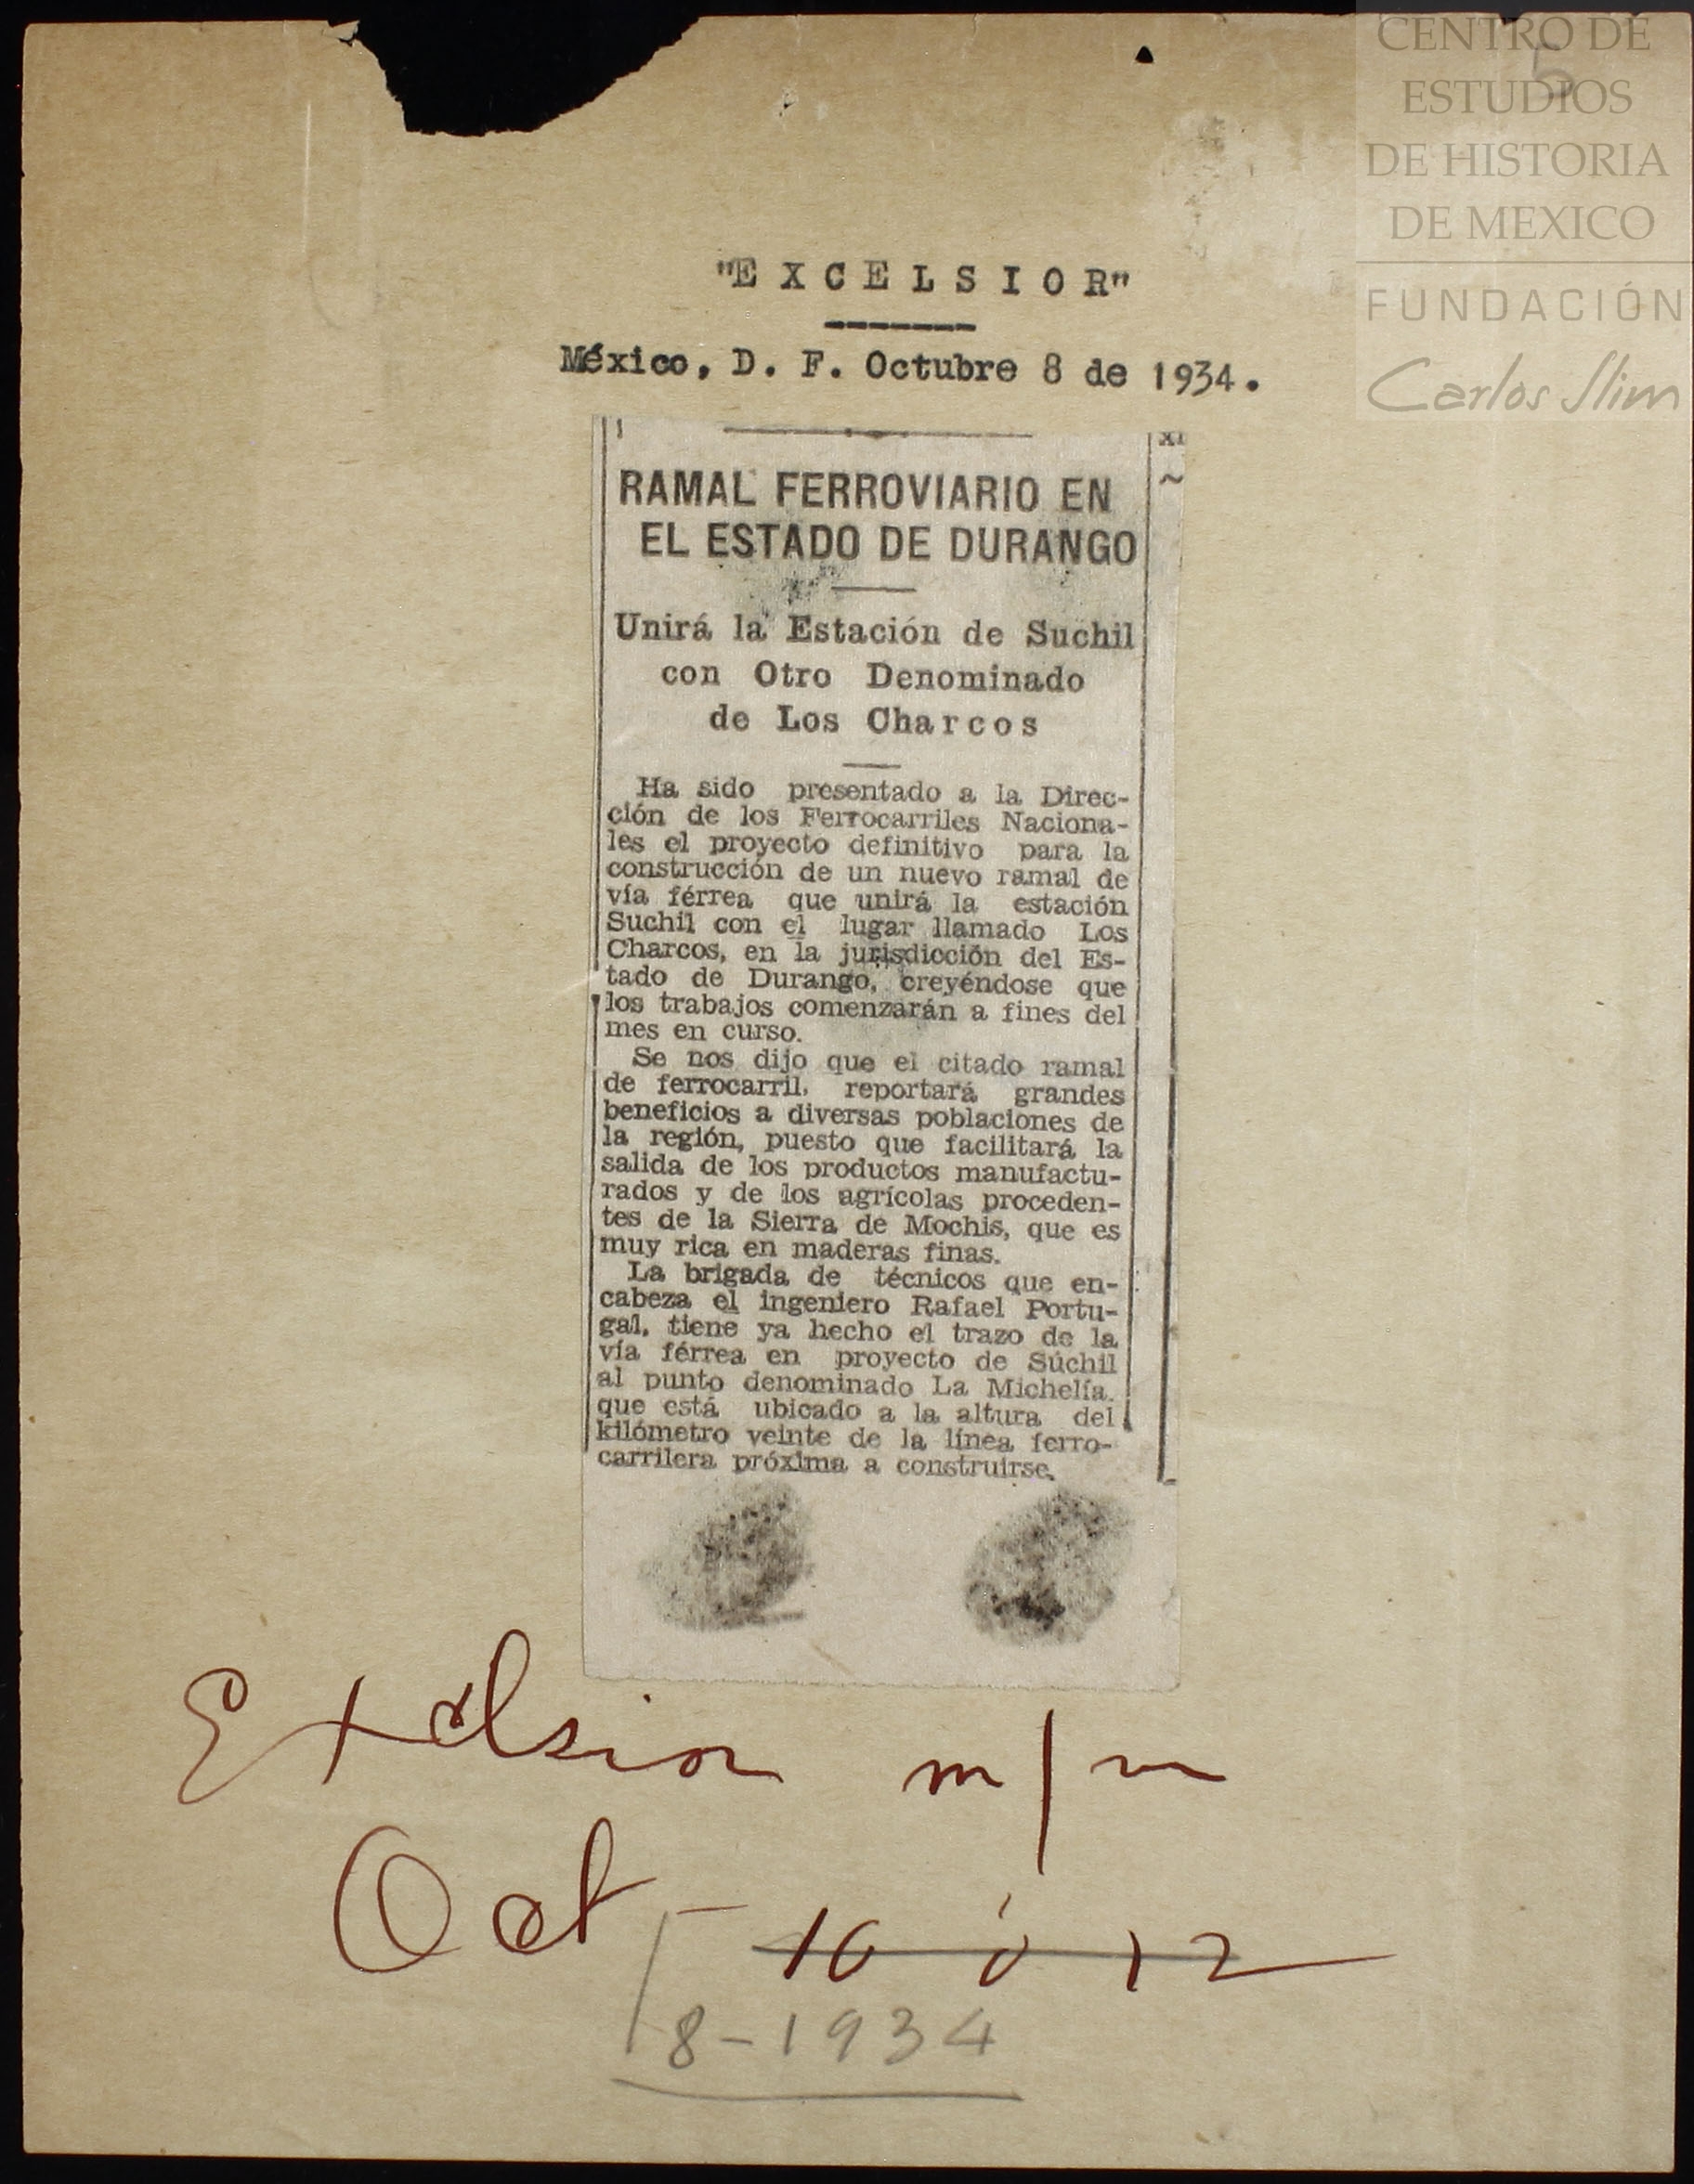 5
CENTRO DE
ESTUDIOS
DE HISTORIA
DE MEXICO
FUNDACIÓN
Carlos Slim
"EXCELSIOR"
México, D. F. Octubre 8 de 1934.
RAMAL FERROVIARIO EN
EL ESTADO DE DURANGO
Unirá la Estación de Suchil
con Otro Denominado
de Los Charcos
Ha sido presentado a la Direc-
ción de los Ferrocarriles Naciona-
les el proyecto definitivo para la
construcción de un nuevo ramal de
vía férrea que unirá la estación
Suchil con el lugar llamado Los
Charcos, en la jurisdicción del Es-
tado de Durango, creyéndose que
los trabajos comenzarán a fines del
mes en curso.
Se nos dijo que el citado ramal
de ferrocarril, reportará grandes
beneficios a diversas poblaciones de
la región, puesto que facilitará la
salida de los productos manufactu-
rados y de los agrícolas proceden-
tes de la Sierra de Mochis, que es
muy rica en maderas finas.
La brigada de técnicos que en-
cabeza el ingeniero Rafael Portu-
gal, tiene ya hecho el trazo de la
vía férrea en proyecto de Súchil
al punto denominado La Michelía,
que está ubicado a la altura del
kilómetro veinte de la línea ferro-
carrilera próxima a construirse.
Exelsior m/m
Oct - 10 ó 12
8-1934